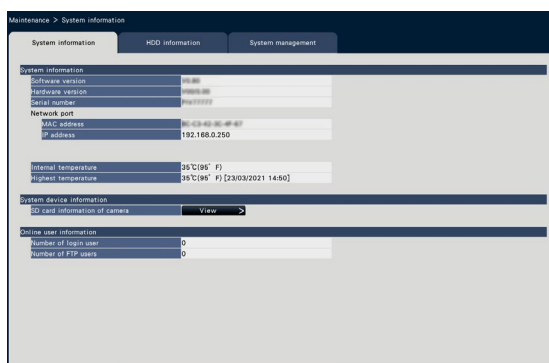 Maintenance > System information
System information HDD information System management
System information
Software version
Hardware version
Serial number
Network port
MAC address
IP address 192.168.0.250
Internal temperature 35℃(95° F)
Highest temperature 35℃(95° F) [23/03/2021 14:50]
System device information
SD card information of camera View >
Online user information
Number of login user 0
Number of FTP users 0